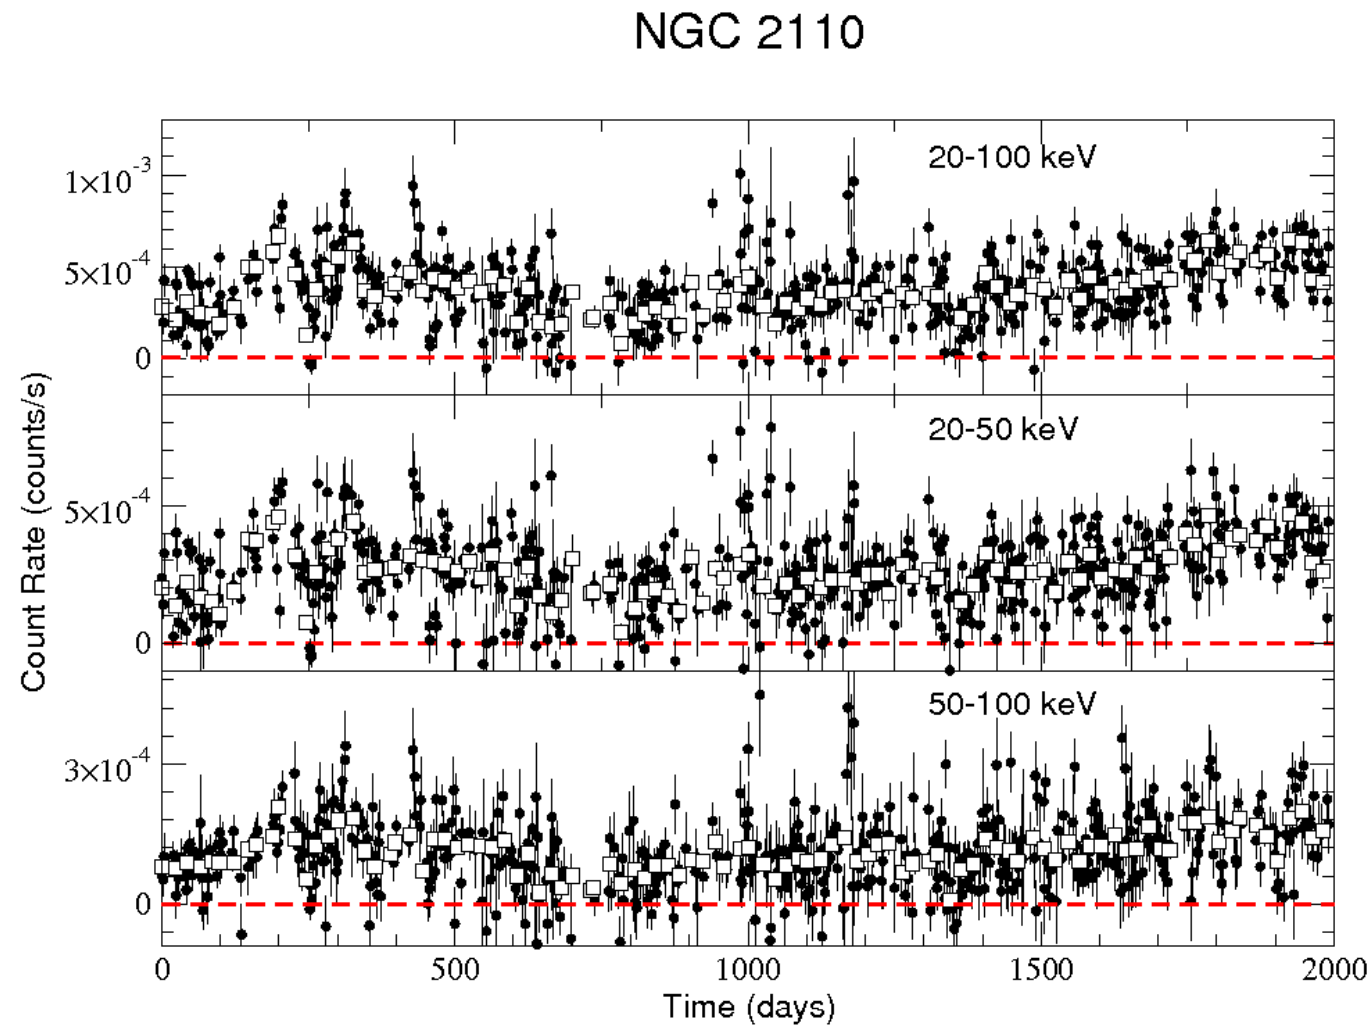 NGC 2110
20-100 keV
1×10⁻³
5×10⁻⁴
0
20-50 keV
5×10⁻⁴
0
50-100 keV
3×10⁻⁴
0
Count Rate (counts/s)
0 500 1000 1500 2000
Time (days)